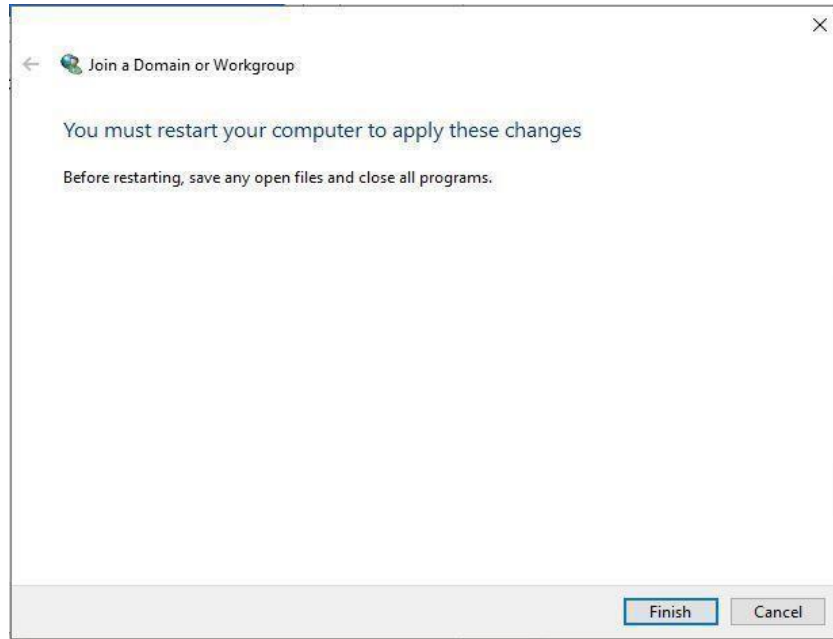 Join a Domain or Workgroup
You must restart your computer to apply these changes
Before restarting, save any open files and close all programs.
Finish Cancel